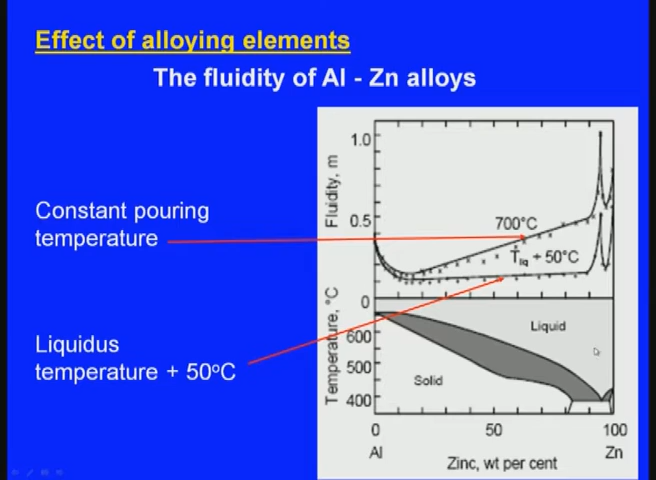 Effect of alloying elements
The fluidity of Al - Zn alloys
Constant pouring
temperature
Liquidus
temperature + 50°C
Fluidity, m
1.0
0.5
0
700°C
Tliq + 50°C
Temperature, °C
600
500
400
Liquid
Solid
0
50
100
Al
Zn
Zinc, wt per cent